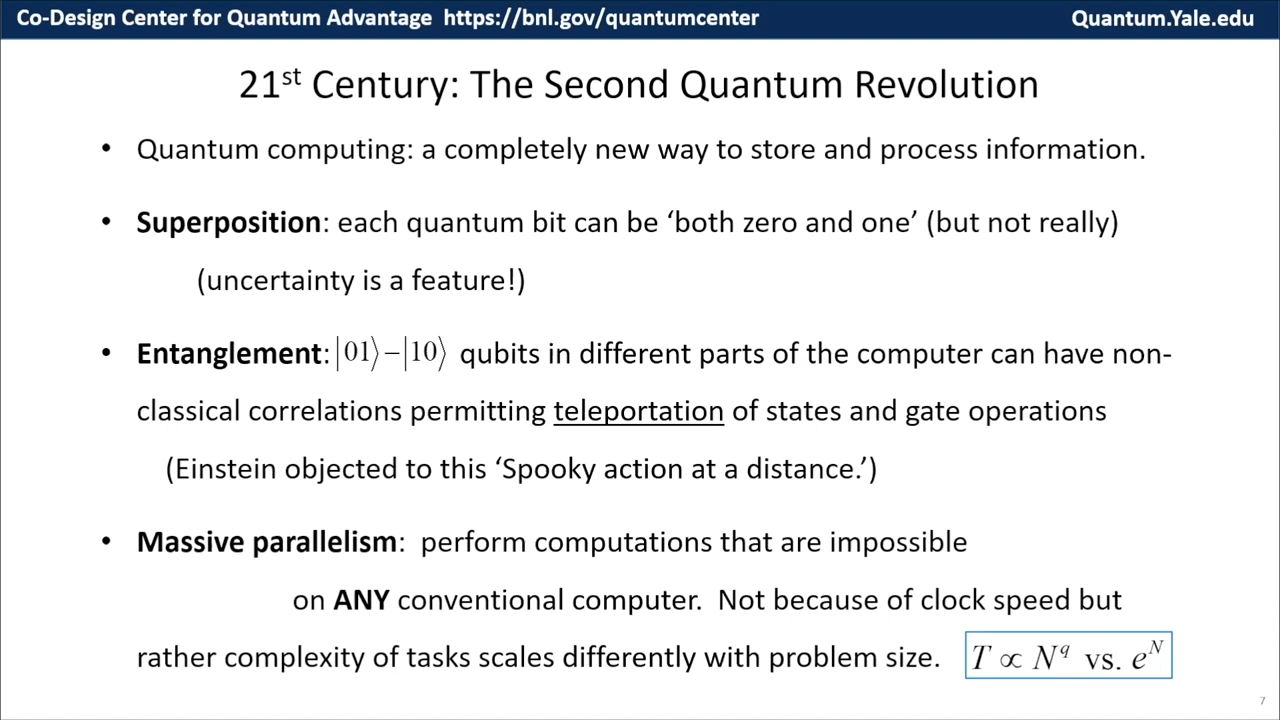 Co-Design Center for Quantum Advantage https://bnl.gov/quantumcenter Quantum.Yale.edu
21st Century: The Second Quantum Revolution
• Quantum computing: a completely new way to store and process information.
• Superposition: each quantum bit can be ‘both zero and one’ (but not really)
(uncertainty is a feature!)
• Entanglement: |01⟩−|10⟩ qubits in different parts of the computer can have non-
classical correlations permitting teleportation of states and gate operations
(Einstein objected to this ‘Spooky action at a distance.’)
• Massive parallelism: perform computations that are impossible
on ANY conventional computer. Not because of clock speed but
rather complexity of tasks scales differently with problem size. T ∝ N^q vs. e^N
7